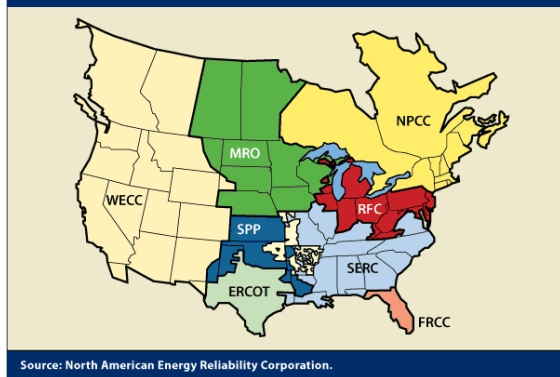 NPCC
MRO
WECC
RFC
SPP
SERC
ERCOT
FRCC
Source: North American Energy Reliability Corporation.